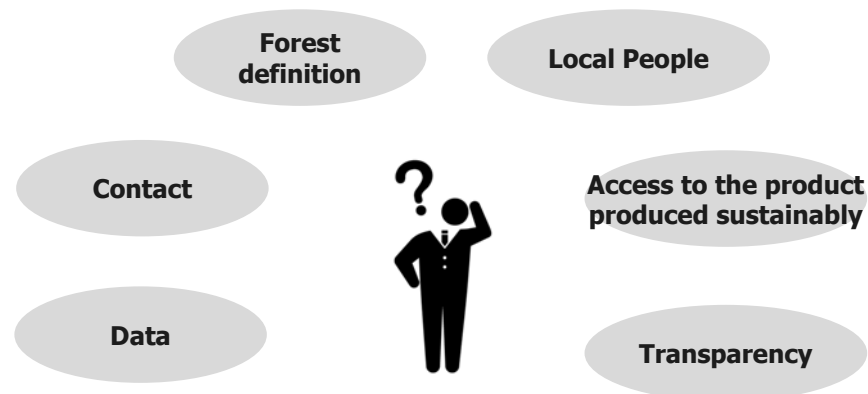 Forest
definition
Local People
Contact
Access to the product
produced sustainably
Data
Transparency
?